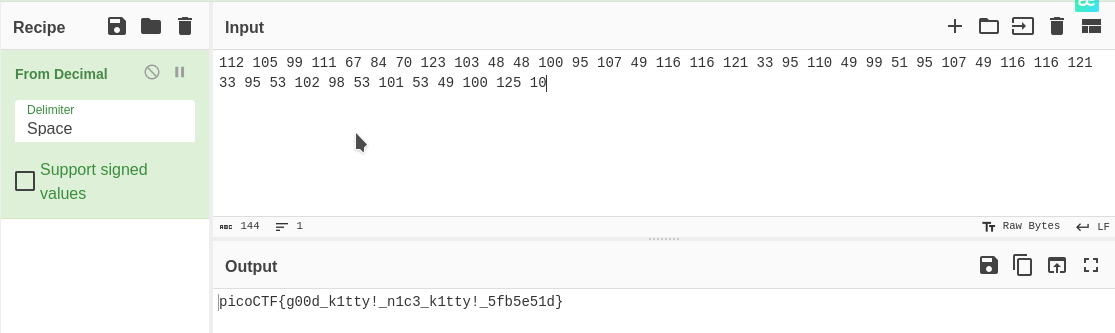 Recipe
Input
From Decimal
Delimiter
Space
Support signed
values
112 105 99 111 67 84 70 123 103 48 48 100 95 107 49 116 116 121 33 95 110 49 99 51 95 107 49 116 116 121
33 95 53 102 98 53 101 53 49 100 125 10
ABC 144 1
Raw Bytes LF
Output
picoCTF{g00d_k1tty!_n1c3_k1tty!_5fb5e51d}